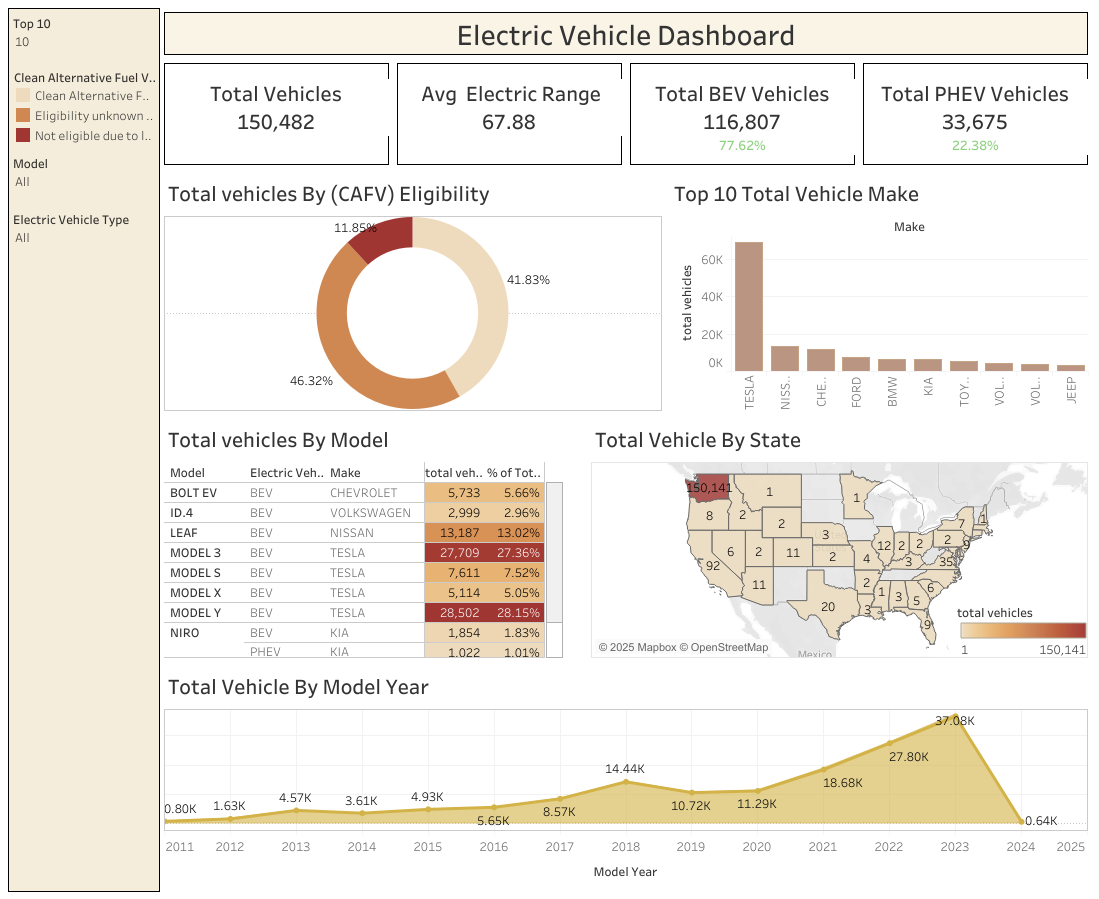 Top 10
10
Clean Alternative Fuel V..
Clean Alternative F..
Eligibility unknown ..
Not eligible due to l..
Model
All
Electric Vehicle Type
All
Electric Vehicle Dashboard
Total Vehicles
150,482
Avg Electric Range
67.88
Total BEV Vehicles
116,807
77.62%
Total PHEV Vehicles
33,675
22.38%
Total vehicles By (CAFV) Eligibility
11.85%
41.83%
46.32%
Top 10 Total Vehicle Make
Make
total vehicles
60K
40K
20K
0K
TESLA
NISS..
CHE..
FORD
BMW
KIA
TOY..
VOL..
VOL..
JEEP
Total vehicles By Model
Model Electric Veh.. Make total veh.. % of Tot..
BOLT EV BEV CHEVROLET 5,733 5.66%
ID.4 BEV VOLKSWAGEN 2,999 2.96%
LEAF BEV NISSAN 13,187 13.02%
MODEL 3 BEV TESLA 27,709 27.36%
MODEL S BEV TESLA 7,611 7.52%
MODEL X BEV TESLA 5,114 5.05%
MODEL Y BEV TESLA 28,502 28.15%
NIRO BEV KIA 1,854 1.83%
PHEV KIA 1,022 1.01%
Total Vehicle By State
150,141 1 1
8 2 2 7 1
3 12 2 2 2 9
92 6 2 11 2 4 3 35
11 2 6
20 3 1 3 5
9
total vehicles
1 150,141
© 2025 Mapbox © OpenStreetMap
Mexico
Total Vehicle By Model Year
0.80K
1.63K
4.57K
3.61K
4.93K
5.65K
8.57K
14.44K
10.72K
11.29K
18.68K
27.80K
37.08K
0.64K
2011 2012 2013 2014 2015 2016 2017 2018 2019 2020 2021 2022 2023 2024 2025
Model Year